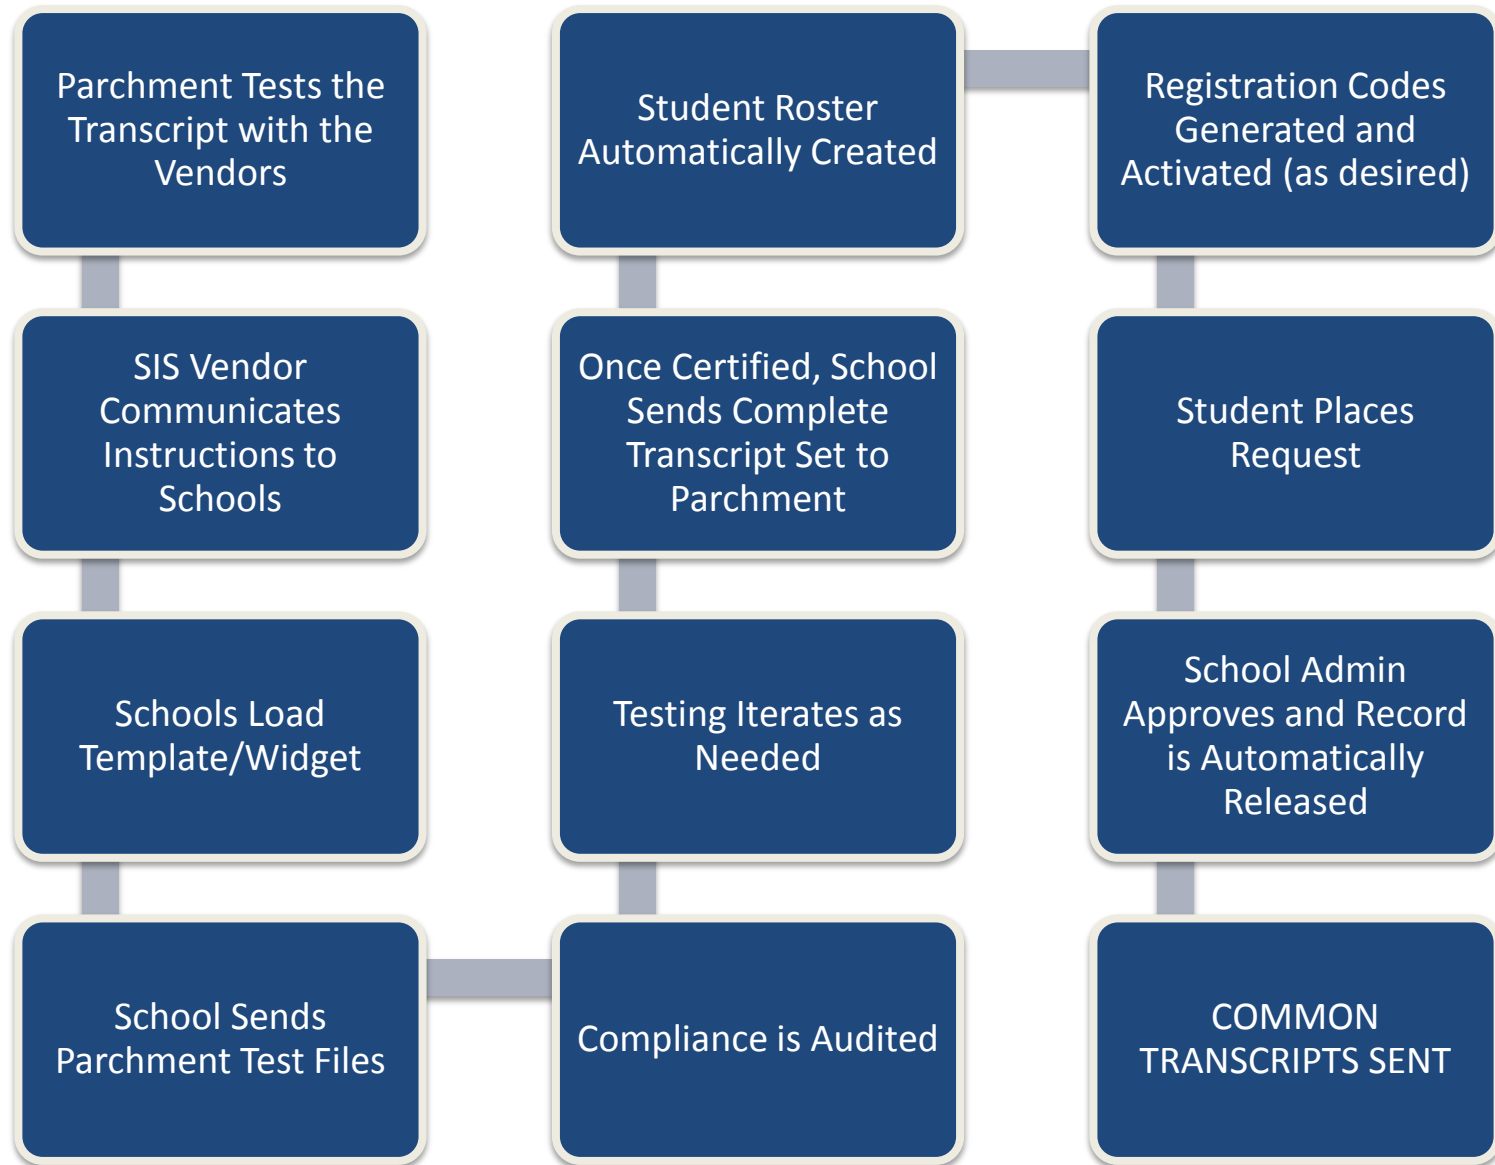 Parchment Tests the
Transcript with the
Vendors
SIS Vendor
Communicates
Instructions to
Schools
Schools Load
Template/Widget
School Sends
Parchment Test Files
Compliance is Audited
Testing Iterates as
Needed
Once Certified, School
Sends Complete
Transcript Set to
Parchment
Student Roster
Automatically Created
Registration Codes
Generated and
Activated (as desired)
Student Places
Request
School Admin
Approves and Record
is Automatically
Released
COMMON
TRANSCRIPTS SENT